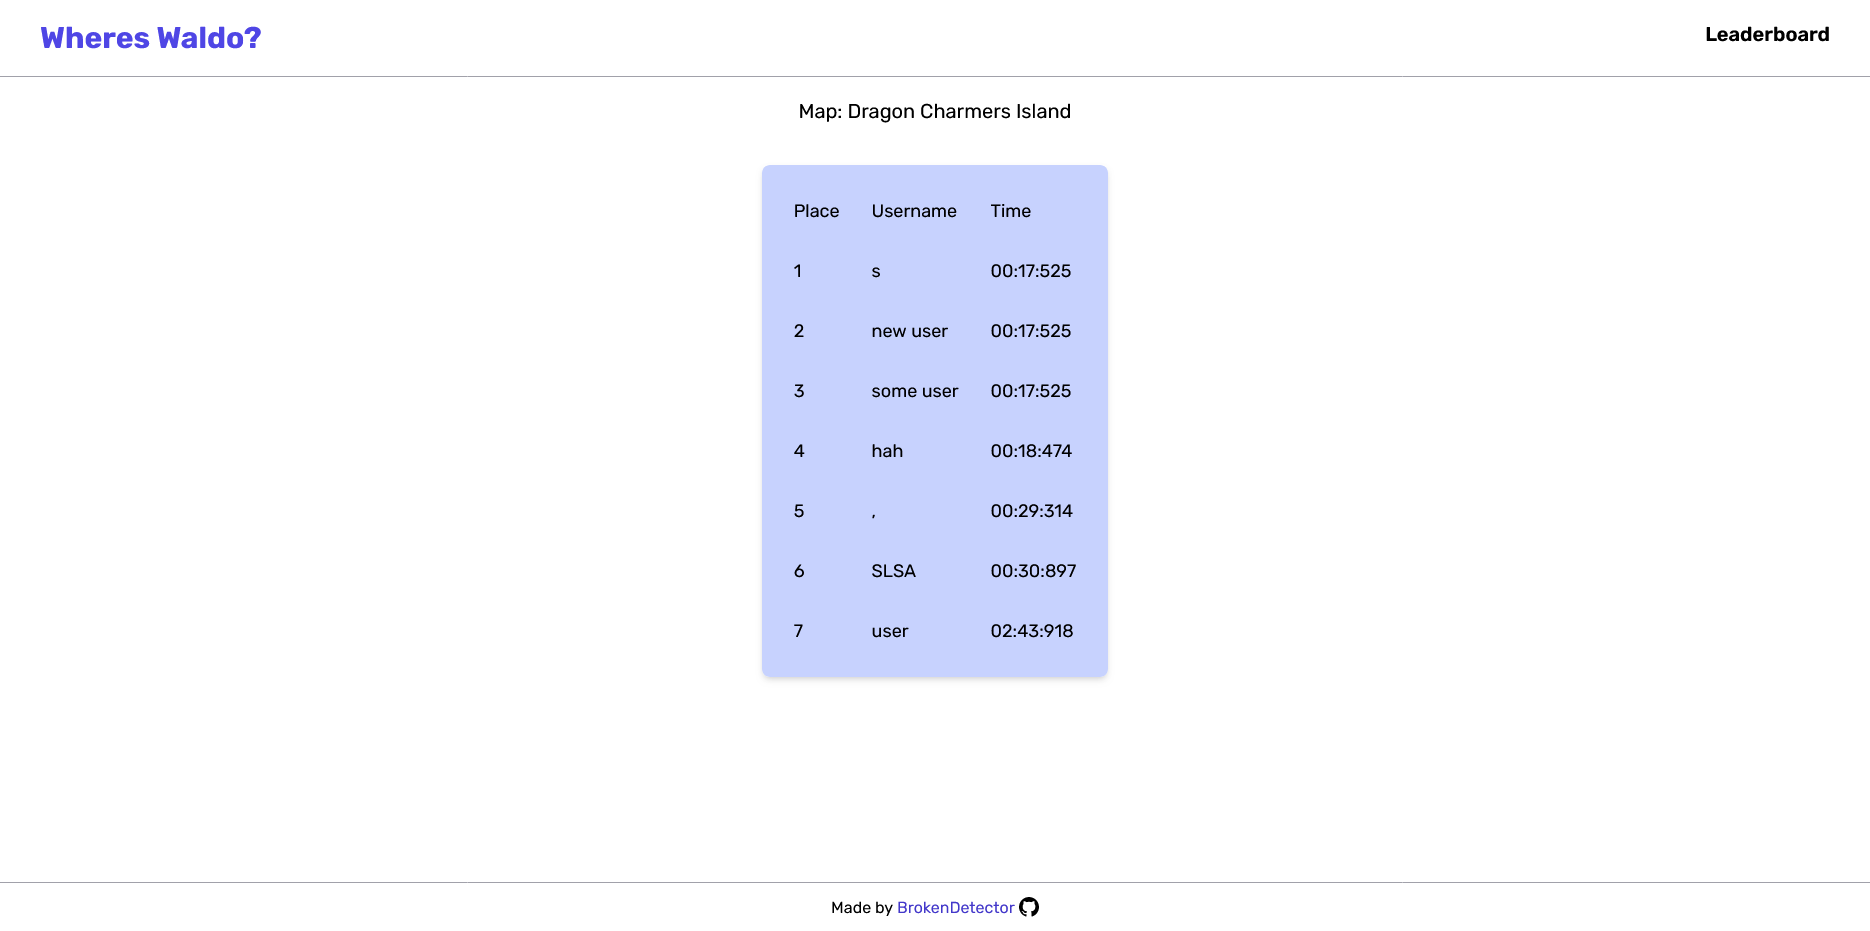 Wheres Waldo?
Leaderboard
Map: Dragon Charmers Island
Place Username Time
1 s 00:17:525
2 new user 00:17:525
3 some user 00:17:525
4 hah 00:18:474
5 , 00:29:314
6 SLSA 00:30:897
7 user 02:43:918
Made by BrokenDetector